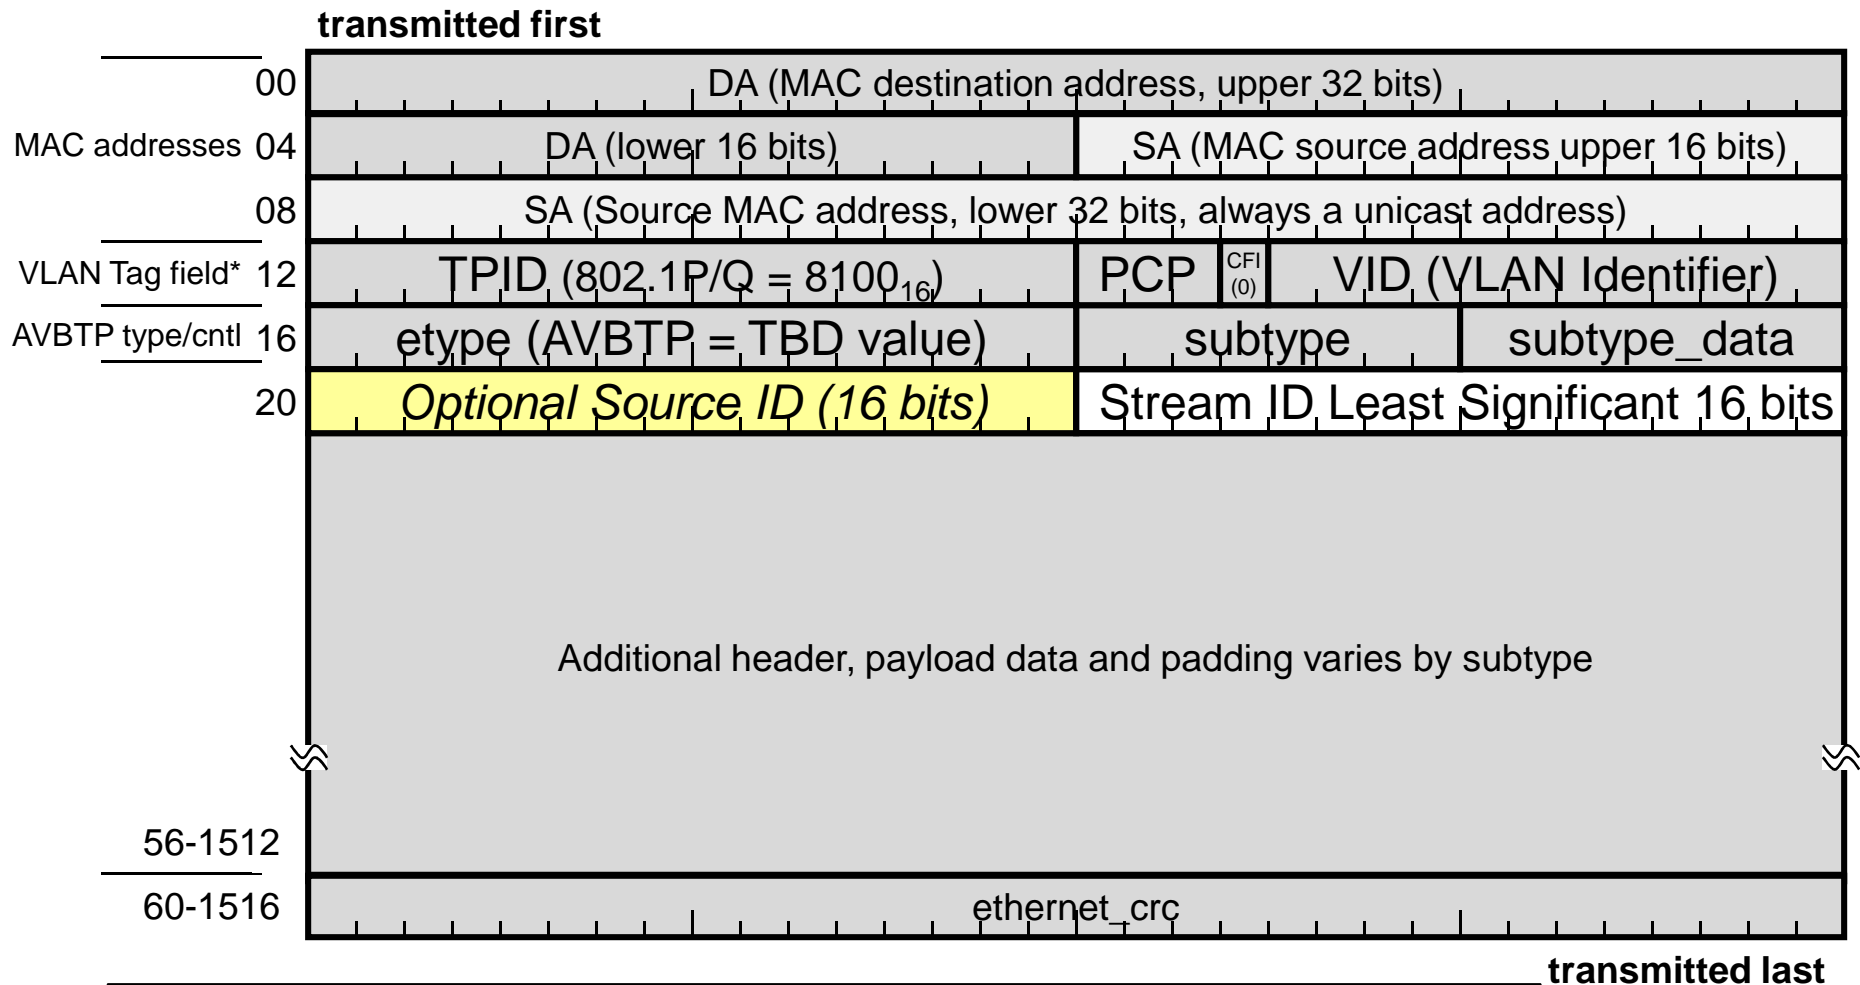 transmitted first
00 DA (MAC destination address, upper 32 bits)
MAC addresses 04 DA (lower 16 bits) SA (MAC source address upper 16 bits)
08 SA (Source MAC address, lower 32 bits, always a unicast address)
VLAN Tag field* 12 TPID (802.1P/Q = 8100₁₆) PCP CFI (0) VID (VLAN Identifier)
AVBTP type/cntl 16 etype (AVBTP = TBD value) subtype subtype_data
20 Optional Source ID (16 bits) Stream ID Least Significant 16 bits
Additional header, payload data and padding varies by subtype
56-1512
60-1516 ethernet_crc
transmitted last